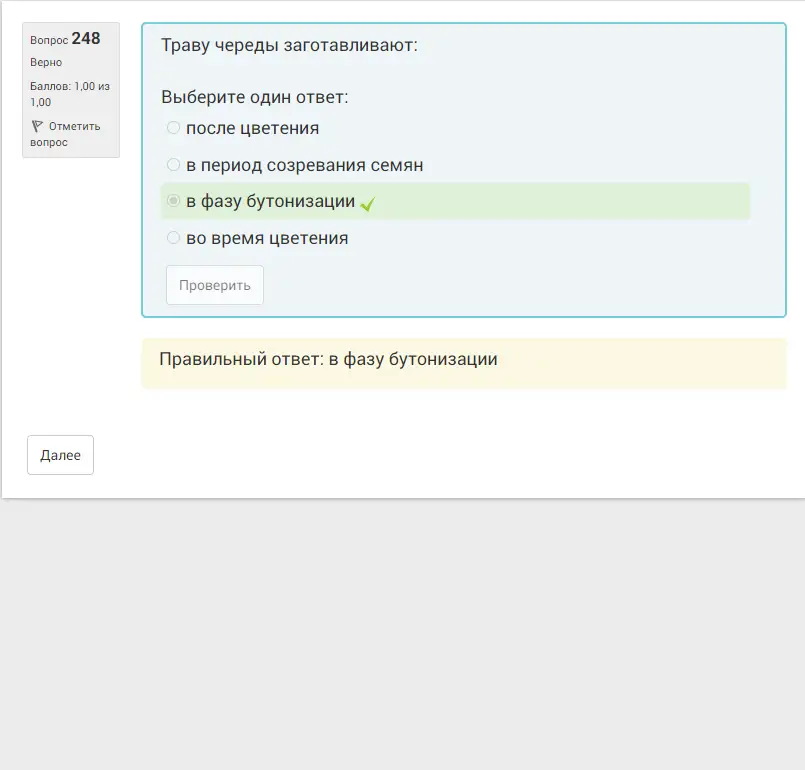 Вопрос 248
Верно
Баллов: 1,00 из
1,00
Отметить
вопрос
Траву череды заготавливают:
Выберите один ответ:
после цветения
в период созревания семян
в фазу бутонизации
во время цветения
Проверить
Правильный ответ: в фазу бутонизации
Далее